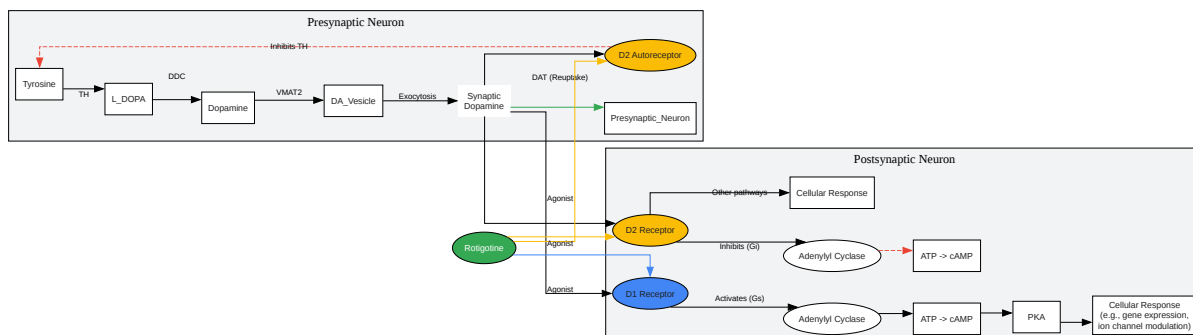 Presynaptic Neuron
Inhibits TH
D2 Autoreceptor
Tyrosine
TH
L_DOPA
DDC
Dopamine
VMAT2
DA_Vesicle
Exocytosis
Synaptic
Dopamine
DAT (Reuptake)
Presynaptic_Neuron
Postsynaptic Neuron
Other pathways
Cellular Response
Agonist
D2 Receptor
Rotigotine
Agonist
Inhibits (Gi)
Adenylyl Cyclase
ATP -> cAMP
Agonist
D1 Receptor
Activates (Gs)
Adenylyl Cyclase
ATP -> cAMP
PKA
Cellular Response
(e.g., gene expression,
ion channel modulation)